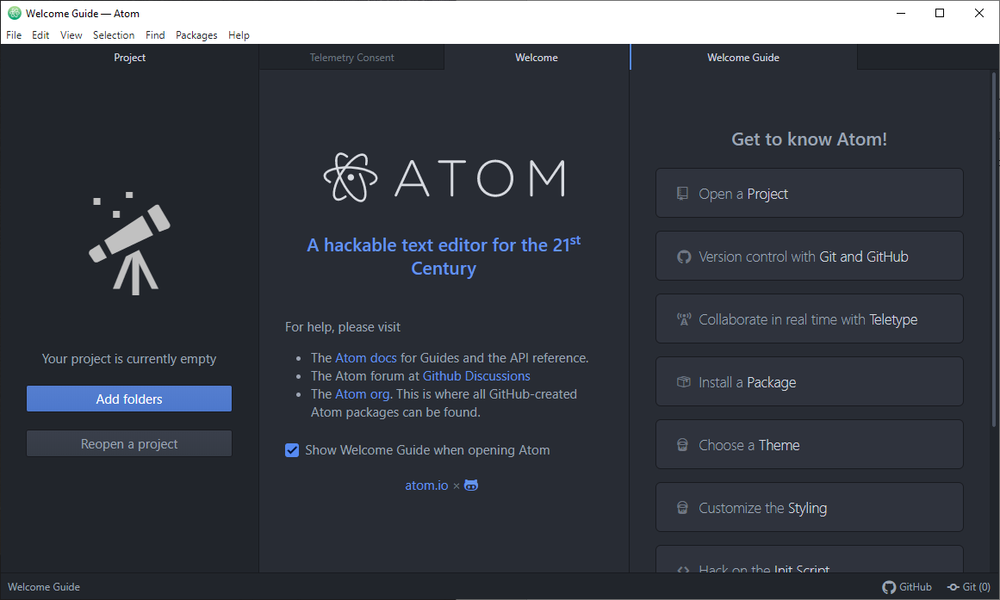 Welcome Guide — Atom
File Edit View Selection Find Packages Help
Project
Telemetry Consent
Welcome
Welcome Guide
Your project is currently empty
Add folders
Reopen a project
ATOM
A hackable text editor for the 21st
Century
For help, please visit
• The Atom docs for Guides and the API reference.
• The Atom forum at Github Discussions
• The Atom org. This is where all GitHub-created
Atom packages can be found.
Show Welcome Guide when opening Atom
atom.io ×
Get to know Atom!
Open a Project
Version control with Git and GitHub
Collaborate in real time with Teletype
Install a Package
Choose a Theme
Customize the Styling
Hack on the Init Script
Welcome Guide
GitHub
Git (0)